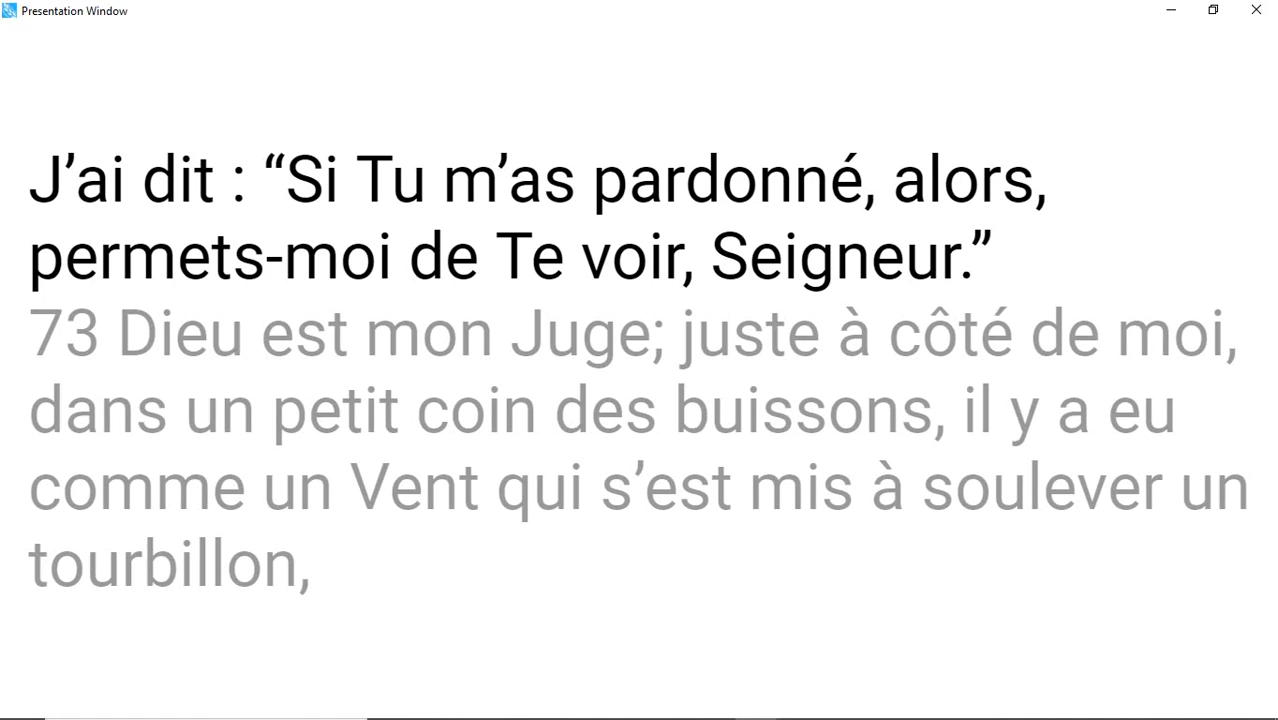 Presentation Window
J’ai dit : “Si Tu m’as pardonné, alors,
permets-moi de Te voir, Seigneur.”
73 Dieu est mon Juge; juste à côté de moi,
dans un petit coin des buissons, il y a eu
comme un Vent qui s’est mis à soulever un
tourbillon,